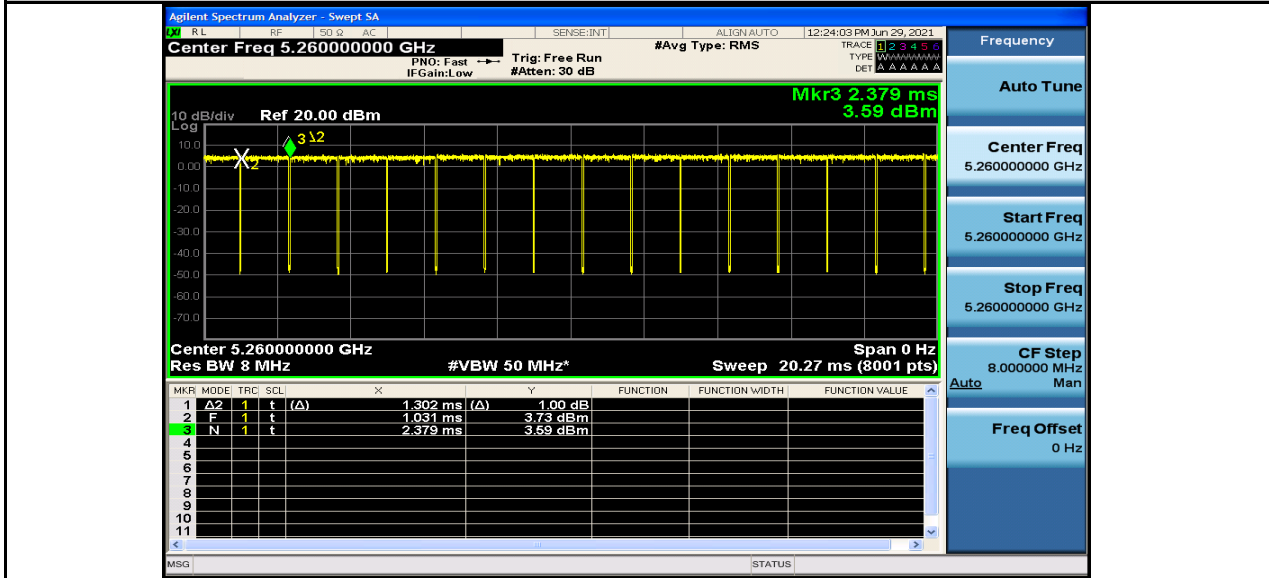 Agilent Spectrum Analyzer - Swept SA
LXI RL RF 50 Ω AC SENSE:INT ALIGN AUTO 12:24:03 PM Jun 29, 2021
Center Freq 5.260000000 GHz #Avg Type: RMS TRACE 1 2 3 4 5 6
PNO: Fast Trig: Free Run TYPE WWWWWW
IFGain:Low #Atten: 30 dB DET A A A A A A
Mkr3 2.379 ms
10 dB/div Ref 20.00 dBm 3.59 dBm
Log
10.0
0.00
-10.0
-20.0
-30.0
-40.0
-50.0
-60.0
-70.0
2
3 1Δ2
Center 5.260000000 GHz Span 0 Hz
Res BW 8 MHz #VBW 50 MHz* Sweep 20.27 ms (8001 pts)
MKR MODE TRC SCL X Y FUNCTION FUNCTION WIDTH FUNCTION VALUE
1 Δ2 1 t (Δ) 1.302 ms (Δ) 1.00 dB
2 F 1 t 1.031 ms 3.73 dBm
3 N 1 t 2.379 ms 3.59 dBm
4
5
6
7
8
9
10
11
MSG STATUS
Frequency
Auto Tune
Center Freq
5.260000000 GHz
Start Freq
5.260000000 GHz
Stop Freq
5.260000000 GHz
CF Step
8.000000 MHz
Auto Man
Freq Offset
0 Hz